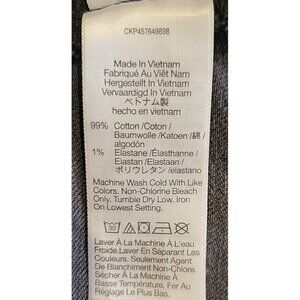 CKP457649898
Made In Vietnam
Fabriqué Au Viêt Nam
Hergestellt In Vietnam
Vervaardigd In Vietnam
ベトナム製
hecho en vietnam
99% Cotton /Coton /
Baumwolle /Katoen /綿 /
algodón
1% Elastane /Élasthanne /
Elastan /Elastaan /
ポリウレタン /elastano
Machine Wash Cold With Like
Colors. Non-Chlorine Bleach
Only. Tumble Dry Low. Iron
On Lowest Setting.
Laver À La Machine À L'eau
Froide.Laver En Séparant Les
Couleurs. Seulement Agent
De Blanchiment Non-Chloré.
Sécher À La Machine À
Basse Température. Fer Au
Réglage Le Plus Bas.